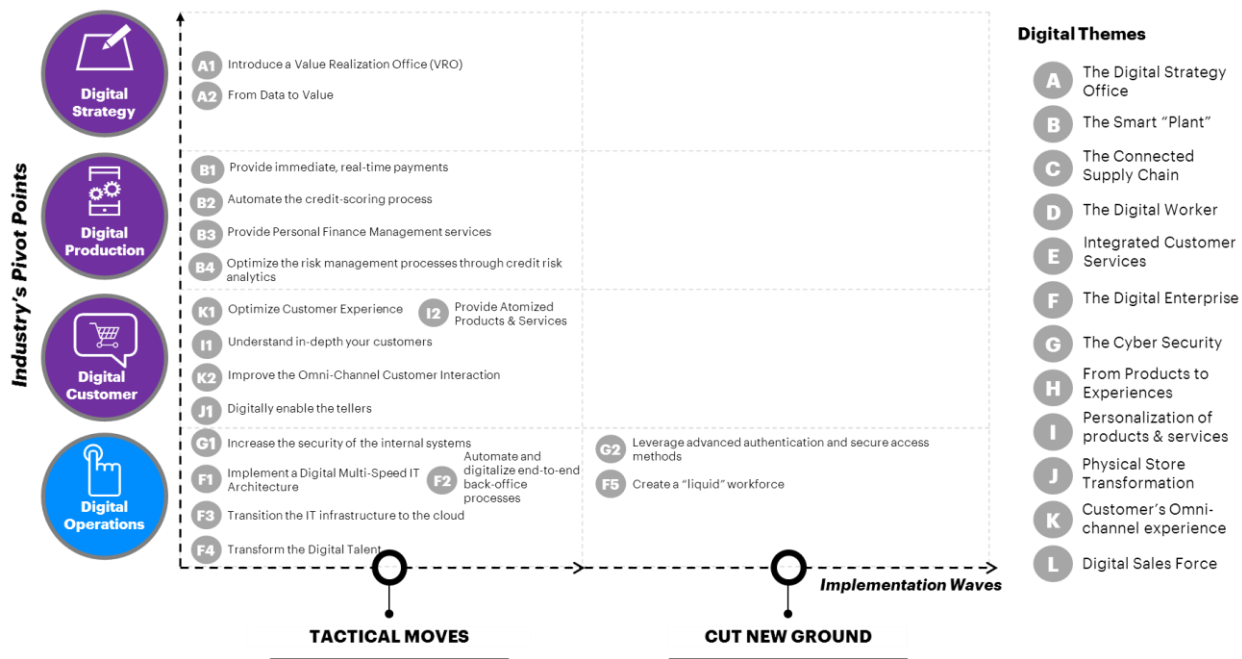 Industry's Pivot Points
Digital
Strategy
A1 Introduce a Value Realization Office (VRO)
A2 From Data to Value
Digital
Production
B1 Provide immediate, real-time payments
B2 Automate the credit-scoring process
B3 Provide Personal Finance Management services
B4 Optimize the risk management processes through credit risk
analytics
Digital
Customer
K1 Optimize Customer Experience
I2 Provide Atomized
Products & Services
I1 Understand in-depth your customers
K2 Improve the Omni-Channel Customer Interaction
J1 Digitally enable the tellers
Digital
Operations
G1 Increase the security of the internal systems
F1 Implement a Digital Multi-Speed IT
Architecture
F2 Automate and
digitalize end-to-end
back-office
processes
F3 Transition the IT infrastructure to the cloud
F4 Transform the Digital Talent
G2 Leverage advanced authentication and secure access
methods
F5 Create a “liquid” workforce
Implementation Waves
TACTICAL MOVES
CUT NEW GROUND
Digital Themes
A The Digital Strategy
Office
B The Smart “Plant”
C The Connected
Supply Chain
D The Digital Worker
E Integrated Customer
Services
F The Digital Enterprise
G The Cyber Security
H From Products to
Experiences
I Personalization of
products & services
J Physical Store
Transformation
K Customer's Omni-
channel experience
L Digital Sales Force